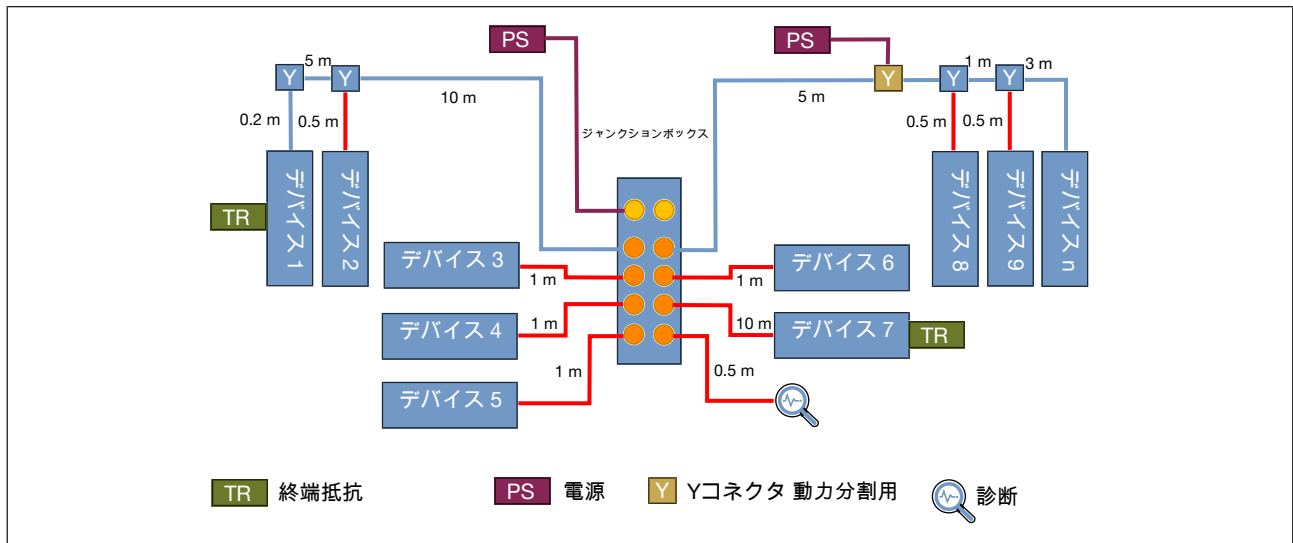 PS
PS
5 m
1 m
3 m
Y
Y
Y
Y
Y
10 m
5 m
0.2 m
0.5 m
0.5 m
0.5 m
ジャンクションボックス
デバイス 1
デバイス 2
デバイス 8
デバイス 9
デバイス n
TR
デバイス 3
デバイス 6
1 m
1 m
デバイス 4
1 m
10 m
デバイス 7
TR
1 m
0.5 m
デバイス 5
TR 終端抵抗
PS 電源
Y Yコネクタ 動力分割用
診断